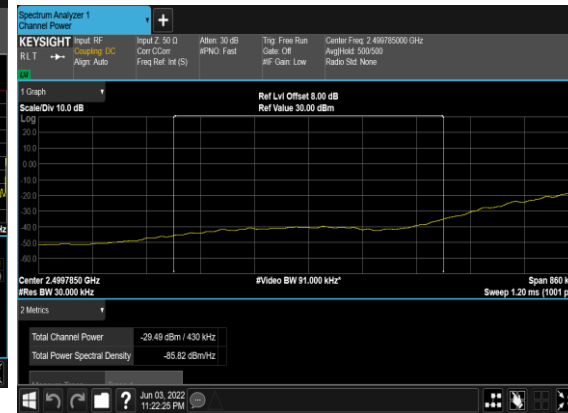 Spectrum Analyzer 1
Channel Power
KEYSIGHT
RLT
Input: RF
Coupling: DC
Align: Auto
Input Z: 50 Ω
Corr CCorr
Freq Ref: Int (S)
Atten: 30 dB
#PNO: Fast
Trig: Free Run
Gate: Off
#IF Gain: Low
Center Freq: 2.499785000 GHz
Avg|Hold: 500/500
Radio Std: None
1 Graph
Scale/Div 10.0 dB
Ref Lvl Offset 8.00 dB
Ref Value 30.00 dBm
Log
20.0
10.0
0.00
-10.0
-20.0
-30.0
-40.0
-50.0
-60.0
Center 2.4997850 GHz
#Res BW 30.000 kHz
#Video BW 91.000 kHz*
Span 860 k
Sweep 1.20 ms (1001 p
2 Metrics
Total Channel Power -29.49 dBm / 430 kHz
Total Power Spectral Density -85.82 dBm/Hz
Jun 03, 2022
11:22:25 PM